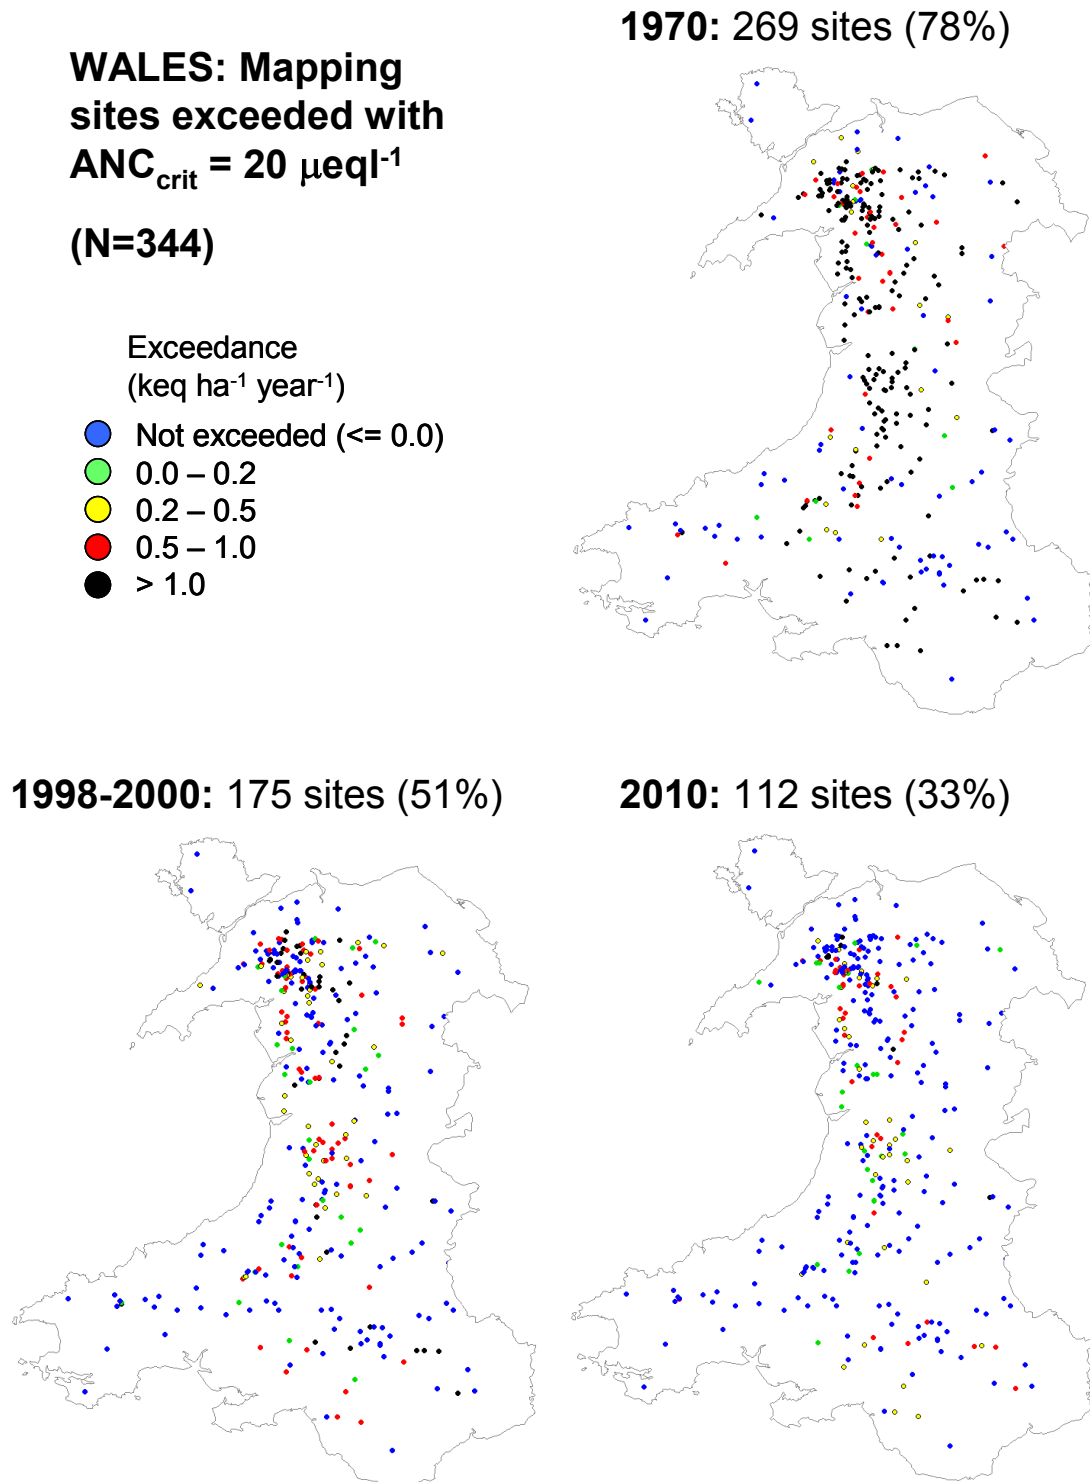 1970: 269 sites (78%)
WALES: Mapping
sites exceeded with
ANCcrit = 20 μeql-1
(N=344)
Exceedance
(keq ha-1 year-1)
Not exceeded (<= 0.0)
0.0 – 0.2
0.2 – 0.5
0.5 – 1.0
> 1.0
1998-2000: 175 sites (51%)
2010: 112 sites (33%)